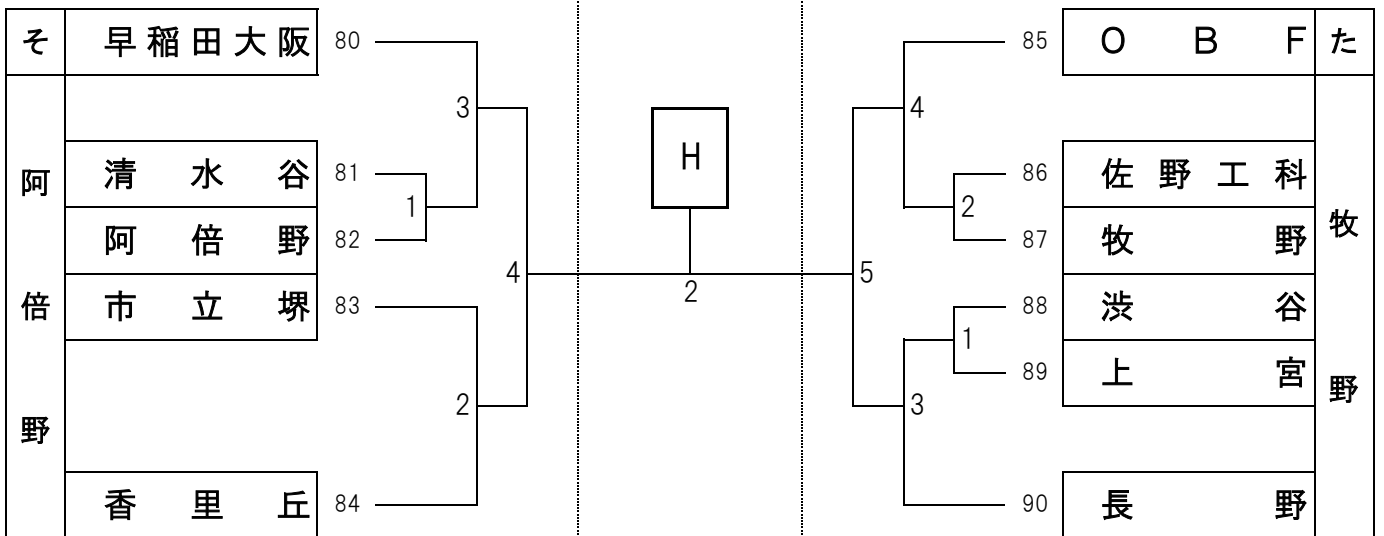 そ 早稲田大阪 80 85 OBF た
3 4
H
阿 清水谷 81 86 佐野工科
1 2
阿倍野 82 87 牧野 牧
4 5
2
倍 市立堺 83 88 渋谷
1
89 上宮 野
2 3
野
香里丘 84 90 長野